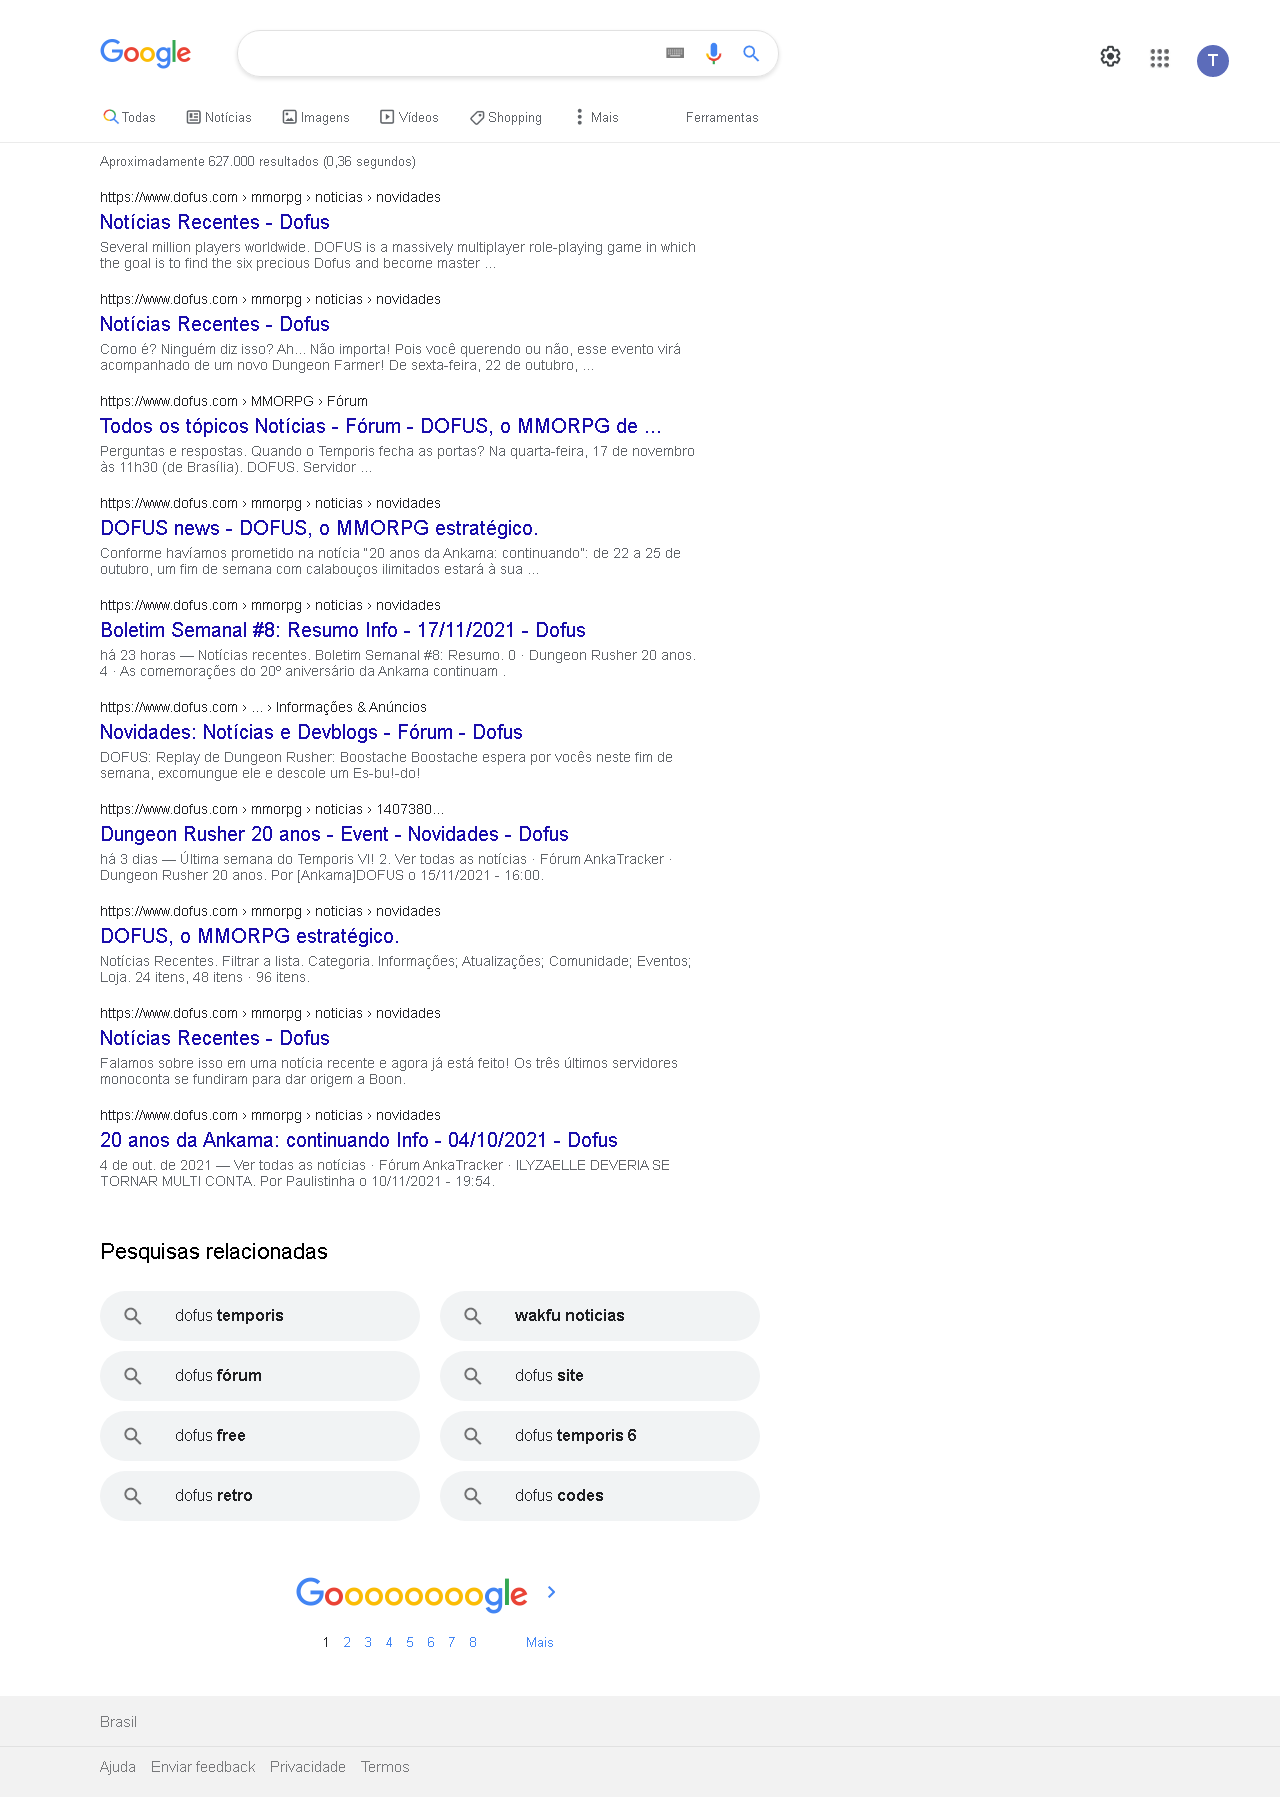 Google
T
Todas Notícias Imagens Vídeos Shopping Mais Ferramentas
Aproximadamente 627.000 resultados (0,36 segundos)
https://www.dofus.com › mmorpg › noticias › novidades
Notícias Recentes - Dofus
Several million players worldwide. DOFUS is a massively multiplayer role-playing game in which
the goal is to find the six precious Dofus and become master ...
https://www.dofus.com › mmorpg › noticias › novidades
Notícias Recentes - Dofus
Como é? Ninguém diz isso? Ah... Não importa! Pois você querendo ou não, esse evento virá
acompanhado de um novo Dungeon Farmer! De sexta-feira, 22 de outubro, ...
https://www.dofus.com › MMORPG › Fórum
Todos os tópicos Notícias - Fórum - DOFUS, o MMORPG de ...
Perguntas e respostas. Quando o Temporis fecha as portas? Na quarta-feira, 17 de novembro
às 11h30 (de Brasília). DOFUS. Servidor ...
https://www.dofus.com › mmorpg › noticias › novidades
DOFUS news - DOFUS, o MMORPG estratégico.
Conforme havíamos prometido na notícia "20 anos da Ankama: continuando": de 22 a 25 de
outubro, um fim de semana com calabouços ilimitados estará à sua ...
https://www.dofus.com › mmorpg › noticias › novidades
Boletim Semanal #8: Resumo Info - 17/11/2021 - Dofus
há 23 horas — Notícias recentes. Boletim Semanal #8: Resumo. 0 · Dungeon Rusher 20 anos.
4 · As comemorações do 20º aniversário da Ankama continuam .
https://www.dofus.com › ... › Informações & Anúncios
Novidades: Notícias e Devblogs - Fórum - Dofus
DOFUS: Replay de Dungeon Rusher: Boostache Boostache espera por vocês neste fim de
semana, excomungue ele e descole um Es-bu!-do!
https://www.dofus.com › mmorpg › noticias › 1407380...
Dungeon Rusher 20 anos - Event - Novidades - Dofus
há 3 dias — Última semana do Temporis VI! 2. Ver todas as notícias · Fórum AnkaTracker ·
Dungeon Rusher 20 anos. Por [Ankama]DOFUS o 15/11/2021 - 16:00.
https://www.dofus.com › mmorpg › noticias › novidades
DOFUS, o MMORPG estratégico.
Notícias Recentes. Filtrar a lista. Categoria. Informações; Atualizações; Comunidade; Eventos;
Loja. 24 itens, 48 itens · 96 itens.
https://www.dofus.com › mmorpg › noticias › novidades
Notícias Recentes - Dofus
Falamos sobre isso em uma notícia recente e agora já está feito! Os três últimos servidores
monoconta se fundiram para dar origem a Boon.
https://www.dofus.com › mmorpg › noticias › novidades
20 anos da Ankama: continuando Info - 04/10/2021 - Dofus
4 de out. de 2021 — Ver todas as notícias · Fórum AnkaTracker · ILYZAELLE DEVERIA SE
TORNAR MULTI CONTA. Por Paulistinha o 10/11/2021 - 19:54.
Pesquisas relacionadas
dofus temporis wakfu noticias
dofus fórum dofus site
dofus free dofus temporis 6
dofus retro dofus codes
Goooooooogle
1 2 3 4 5 6 7 8 Mais
Brasil
Ajuda Enviar feedback Privacidade Termos